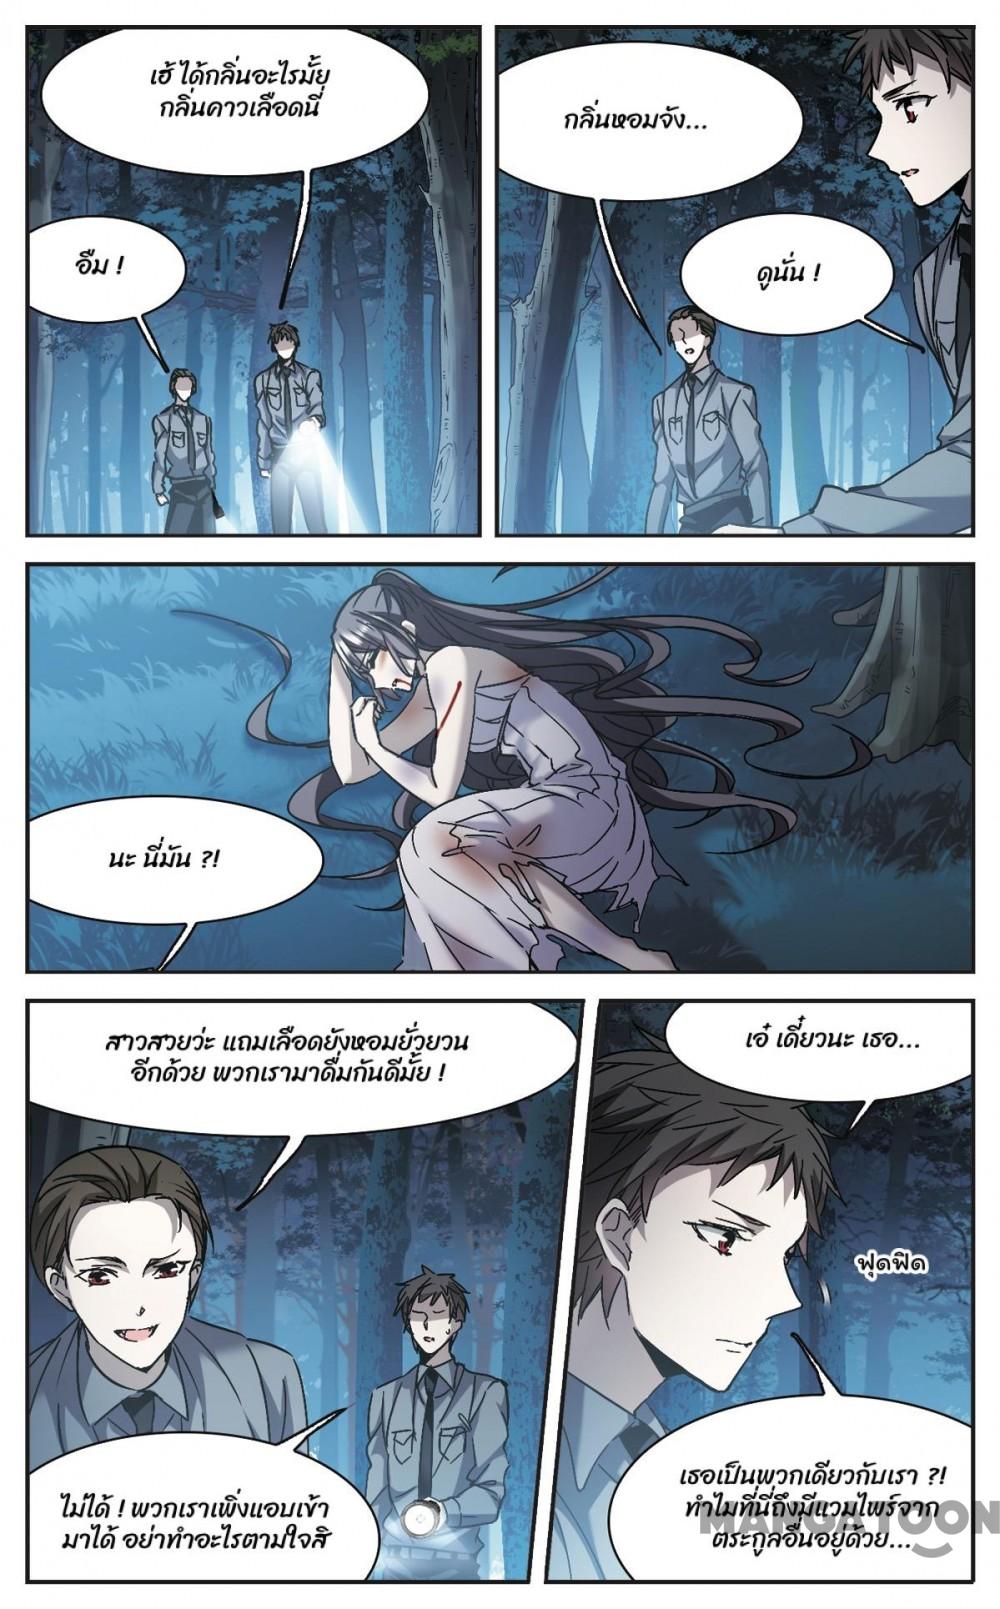 เฮ้ ได้กลิ่นอะไรมั้ย
กลิ่นคาวเลือดนี่
อืม !
กลิ่นหอมจัง...
ดูนั่น !
นะ นี่มัน ?!
สาวสวยว่ะ แถมเลือดยังหอมยั่วยวน
อีกด้วย พวกเรามาดื่มกันดีมั้ย !
ไม่ได้ ! พวกเราเพิ่งแอบเข้า
มาได้ อย่าทำอะไรตามใจสิ
เอ๋ เดี๋ยวนะ เธอ...
ฟุดฟิด
เธอเป็นพวกเดียวกับเรา ?!
ทำไมที่นี่ถึงมีแวมไพร์จาก
ตระกูลอื่นอยู่ด้วย...
MANGATOON